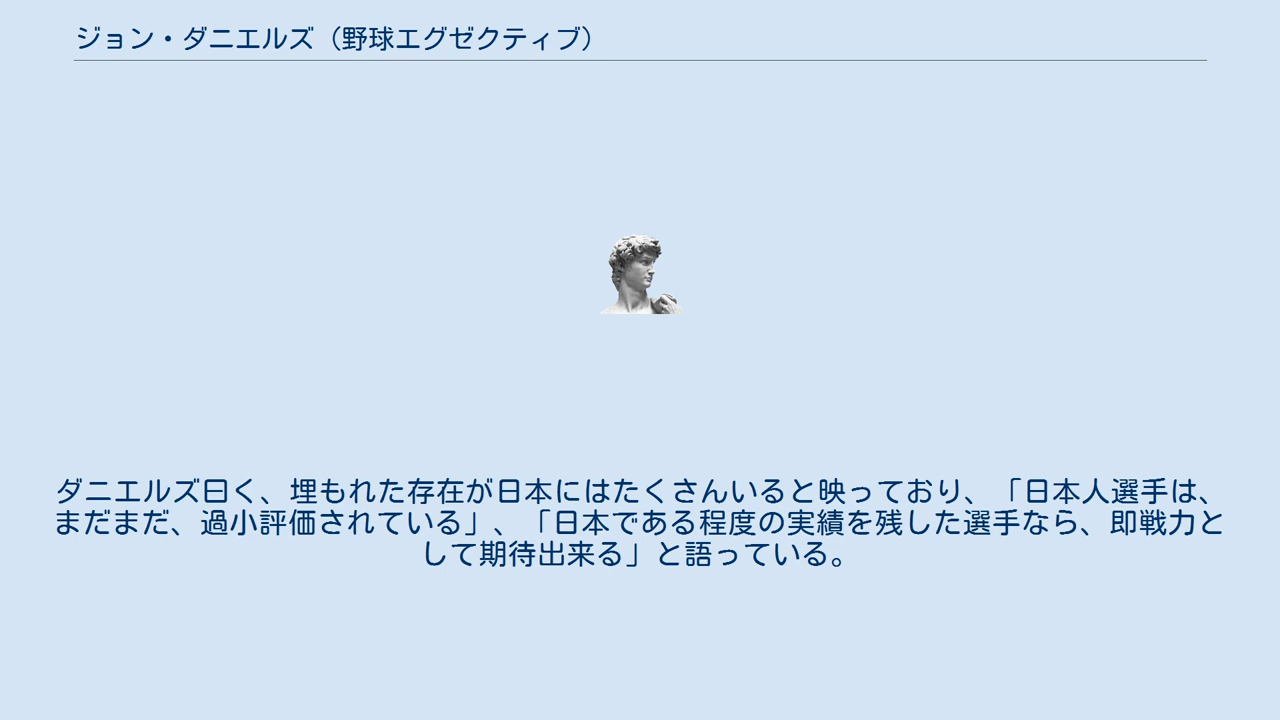 ジョン・ダニエルズ（野球エグゼクティブ）
ダニエルズ曰く、埋もれた存在が日本にはたくさんいると映っており、「日本人選手は、
まだまだ、過小評価されている」、「日本である程度の実績を残した選手なら、即戦力と
して期待出来る」と語っている。